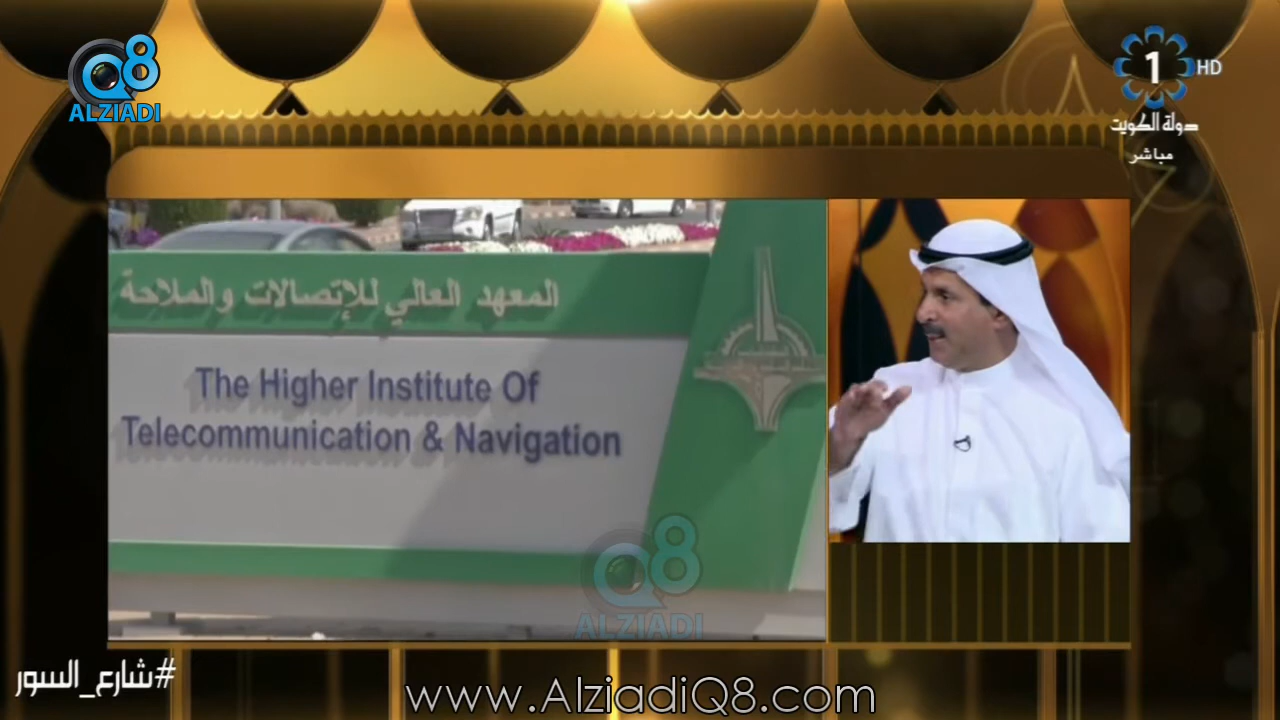 Q8
ALZIADI
1 HD
دولة الكويت
مباشر
المعهد العالي للإتصالات والملاحة
The Higher Institute Of
Telecommunication & Navigation
Q8
ALZIADI
#شارع_السور
www.AlziadiQ8.com